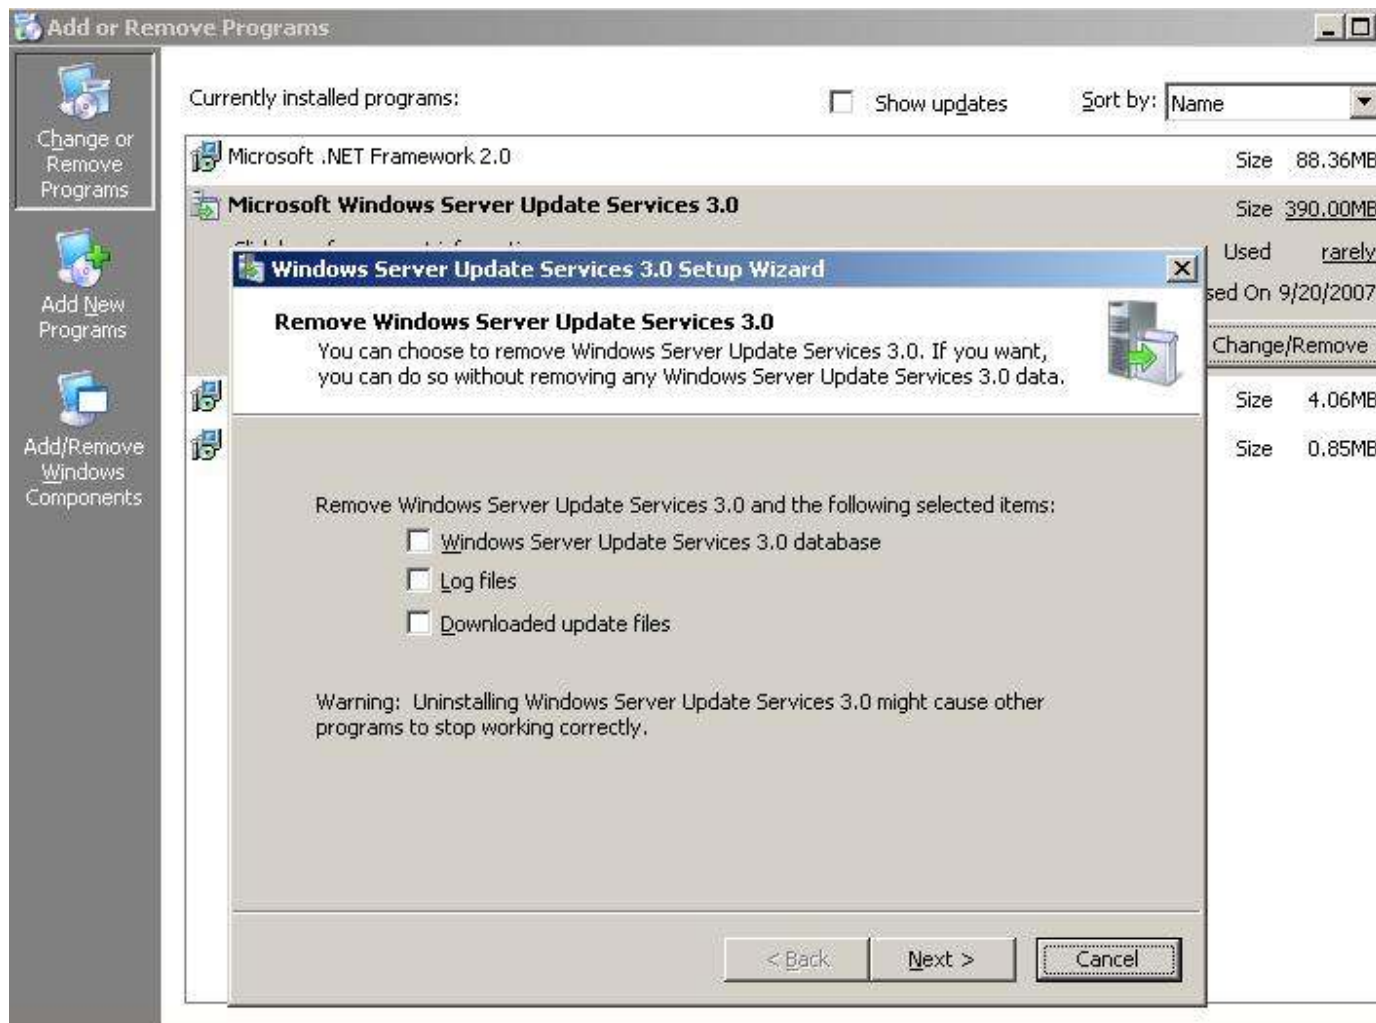 Add or Remove Programs
Change or
Remove
Programs
Add New
Programs
Add/Remove
Windows
Components
Currently installed programs:
Show updates
Sort by: Name
Microsoft .NET Framework 2.0
Size 88.36MB
Microsoft Windows Server Update Services 3.0
Size 390.00MB
Used rarely
On 9/20/2007
Change/Remove
Size 4.06MB
Size 0.85MB
Windows Server Update Services 3.0 Setup Wizard
Remove Windows Server Update Services 3.0
You can choose to remove Windows Server Update Services 3.0. If you want,
you can do so without removing any Windows Server Update Services 3.0 data.
Remove Windows Server Update Services 3.0 and the following selected items:
Windows Server Update Services 3.0 database
Log files
Downloaded update files
Warning: Uninstalling Windows Server Update Services 3.0 might cause other
programs to stop working correctly.
< Back
Next >
Cancel